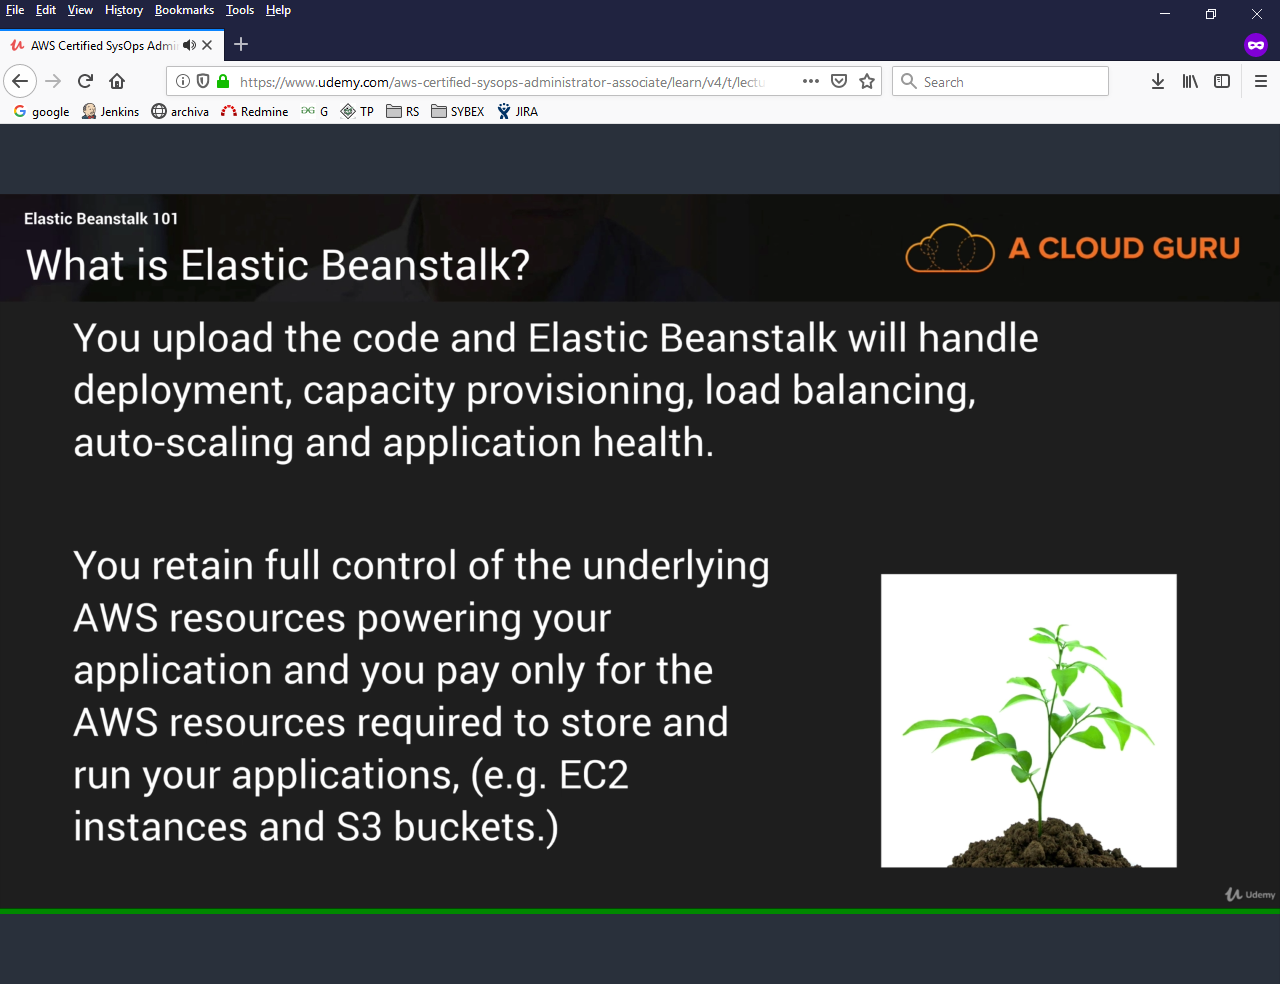 File Edit View History Bookmarks Tools Help
AWS Certified SysOps Admi
https://www.udemy.com/aws-certified-sysops-administrator-associate/learn/v4/t/lectu
Search
google Jenkins archiva Redmine G TP RS SYBEX JIRA
Elastic Beanstalk 101
What is Elastic Beanstalk?
A CLOUD GURU
You upload the code and Elastic Beanstalk will handle
deployment, capacity provisioning, load balancing,
auto-scaling and application health.
You retain full control of the underlying
AWS resources powering your
application and you pay only for the
AWS resources required to store and
run your applications, (e.g. EC2
instances and S3 buckets.)
Udemy